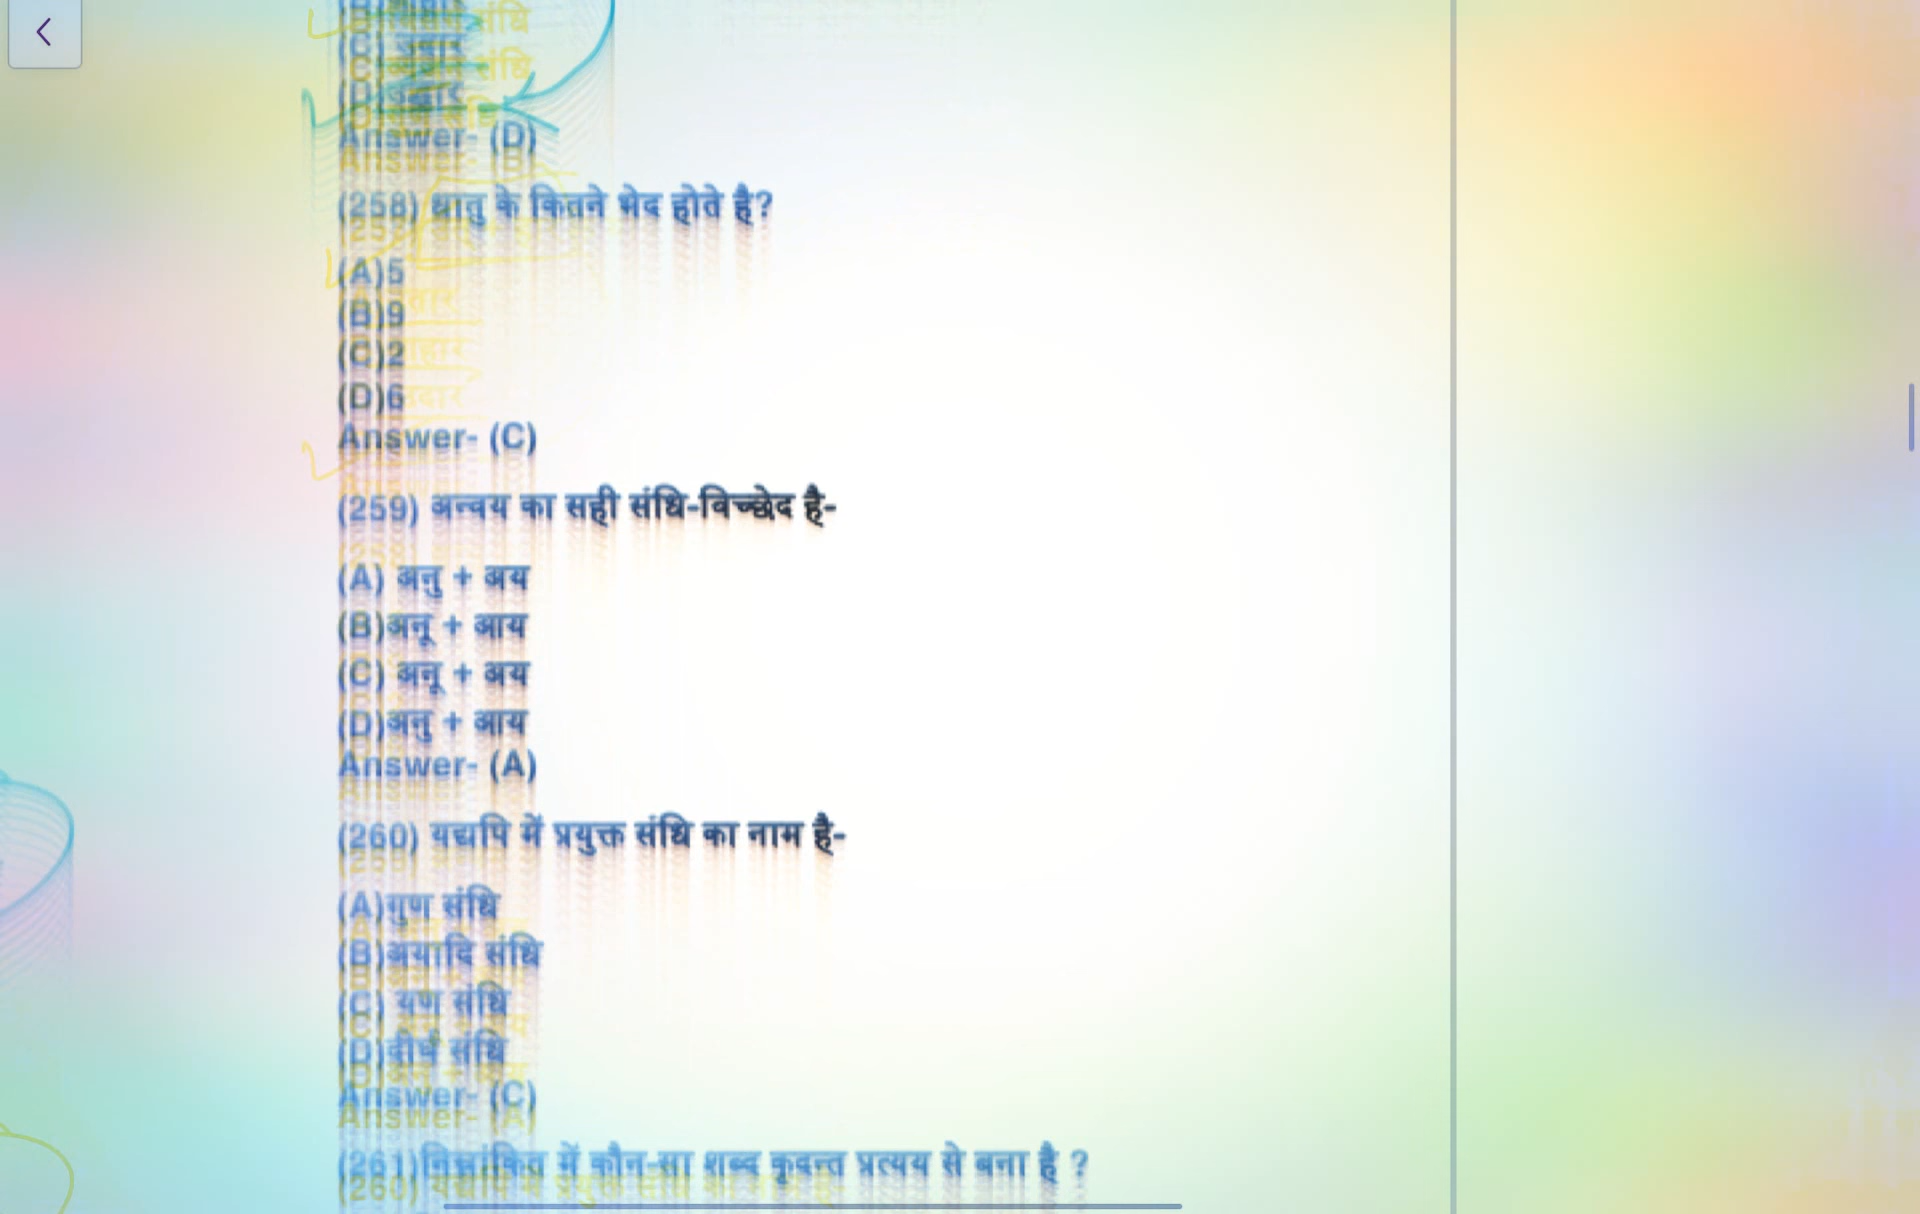 Answer- (D)
(258) धातु के कितने भेद होते है?
(A)5
(B)9
(C)2
(D)6
Answer- (C)
(259) अन्वय का सही संधि-विच्छेद है-
(A) अनु + अय
(B)अनू + आय
(C) अनू + अय
(D)अनु + आय
Answer- (A)
(260) यद्यपि में प्रयुक्त संधि का नाम है-
(A)गुण संधि
(B)अयादि संधि
(C) यण संधि
(D)दीर्घ संधि
Answer- (C)
(261)निम्नांकित में कौन-सा शब्द कृदन्त प्रत्यय से बना है ?